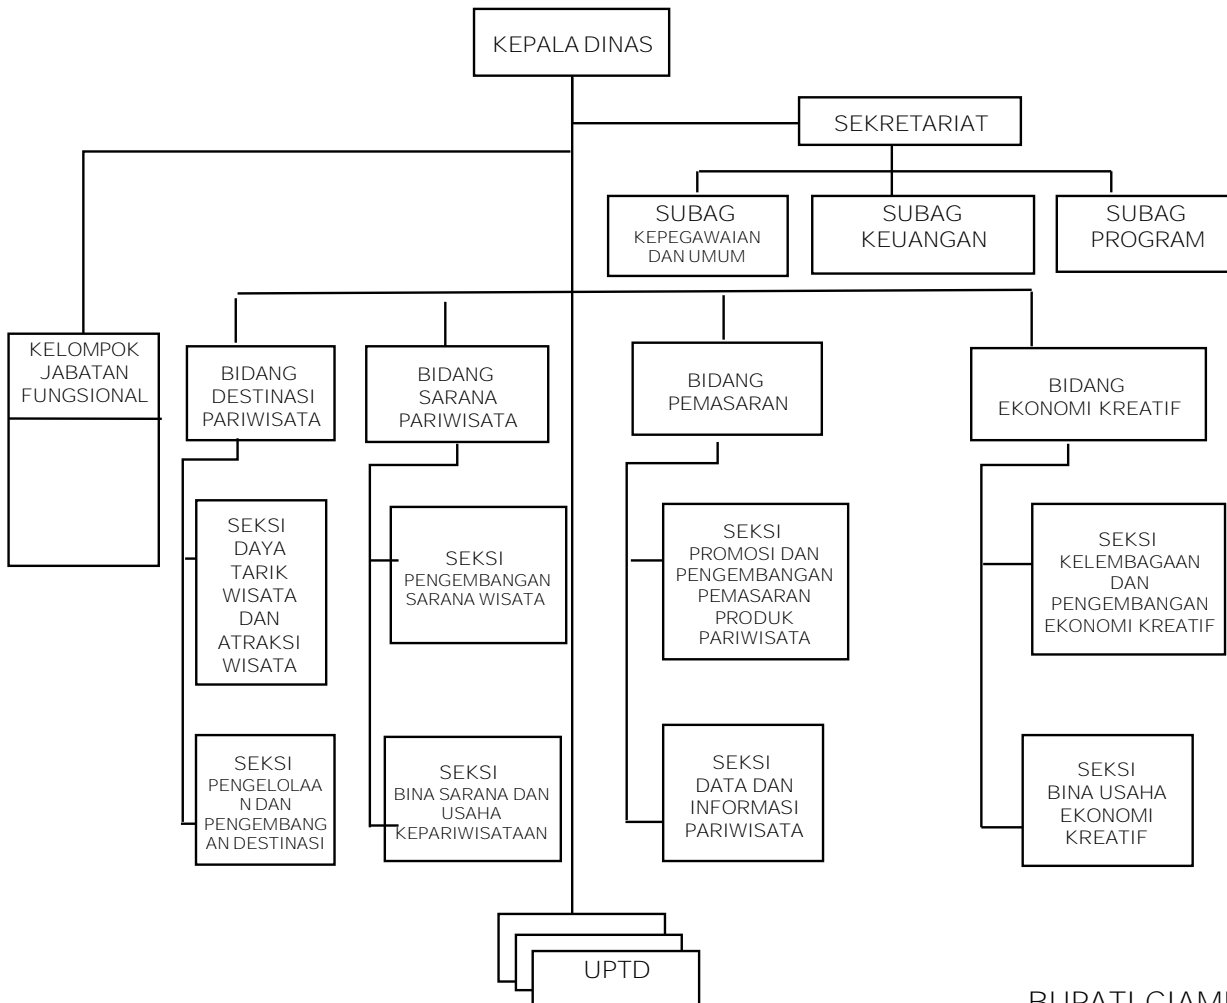 KEPALA DINAS
SEKRETARIAT
SUBAG
KEPEGAWAIAN
DAN UMUM
SUBAG
KEUANGAN
SUBAG
PROGRAM
KELOMPOK
JABATAN
FUNGSIONAL
BIDANG
DESTINASI
PARIWISATA
BIDANG
SARANA
PARIWISATA
BIDANG
PEMASARAN
BIDANG
EKONOMI KREATIF
SEKSI
DAYA
TARIK
WISATA
DAN
ATRAKSI
WISATA
SEKSI
PENGEMBANGAN
SARANA WISATA
SEKSI
PROMOSI DAN
PENGEMBANGAN
PEMASARAN
PRODUK
PARIWISATA
SEKSI
KELEMBAGAAN
DAN
PENGEMBANGAN
EKONOMI KREATIF
SEKSI
PENGELOLAA
N DAN
PENGEMBANG
AN DESTINASI
SEKSI
BINA SARANA DAN
USAHA
KEPARIWISATAAN
SEKSI
DATA DAN
INFORMASI
PARIWISATA
SEKSI
BINA USAHA
EKONOMI
KREATIF
UPTD
BUPATI